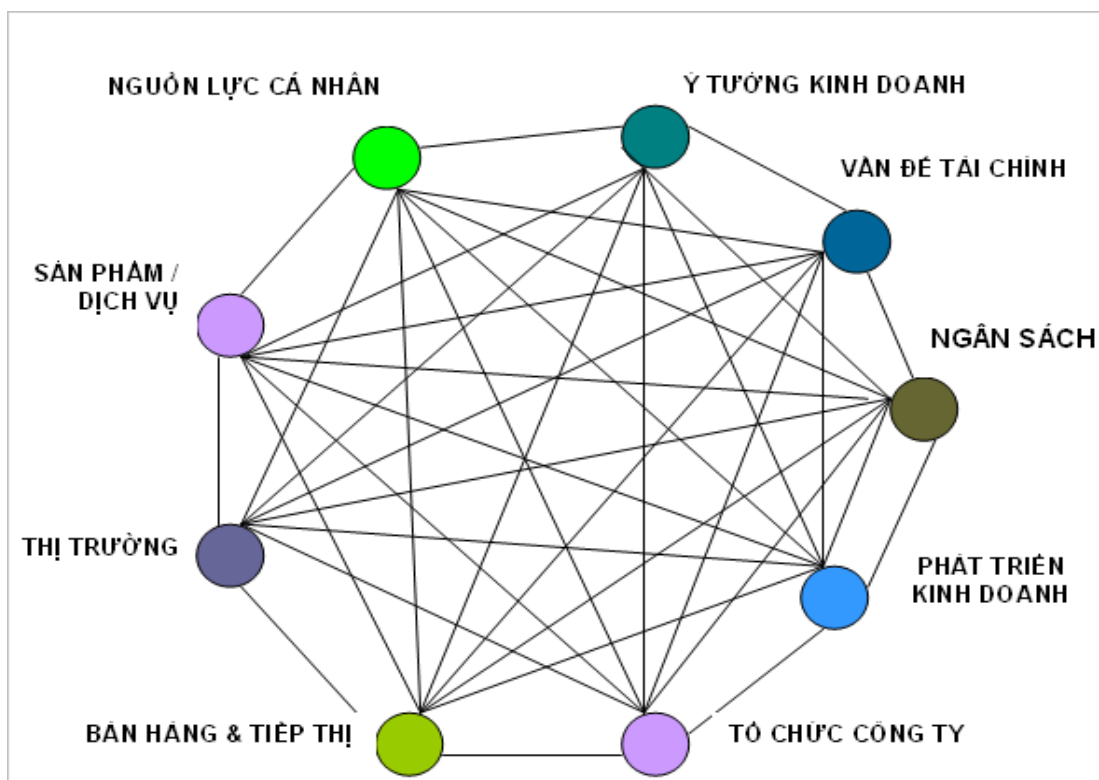 NGUỒN LỰC CÁ NHÂN
Ý TƯỞNG KINH DOANH
VẤN ĐỀ TÀI CHÍNH
SẢN PHẨM /
DỊCH VỤ
NGÂN SÁCH
THỊ TRƯỜNG
PHÁT TRIỂN
KINH DOANH
BÁN HÀNG & TIẾP THỊ
TỔ CHỨC CÔNG TY